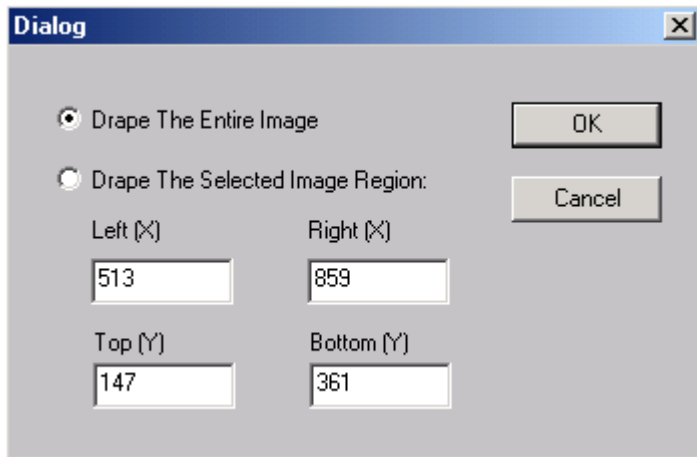 Dialog
Drape The Entire Image
OK
Drape The Selected Image Region:
Cancel
Left (X) Right (X)
513 859
Top (Y) Bottom (Y)
147 361